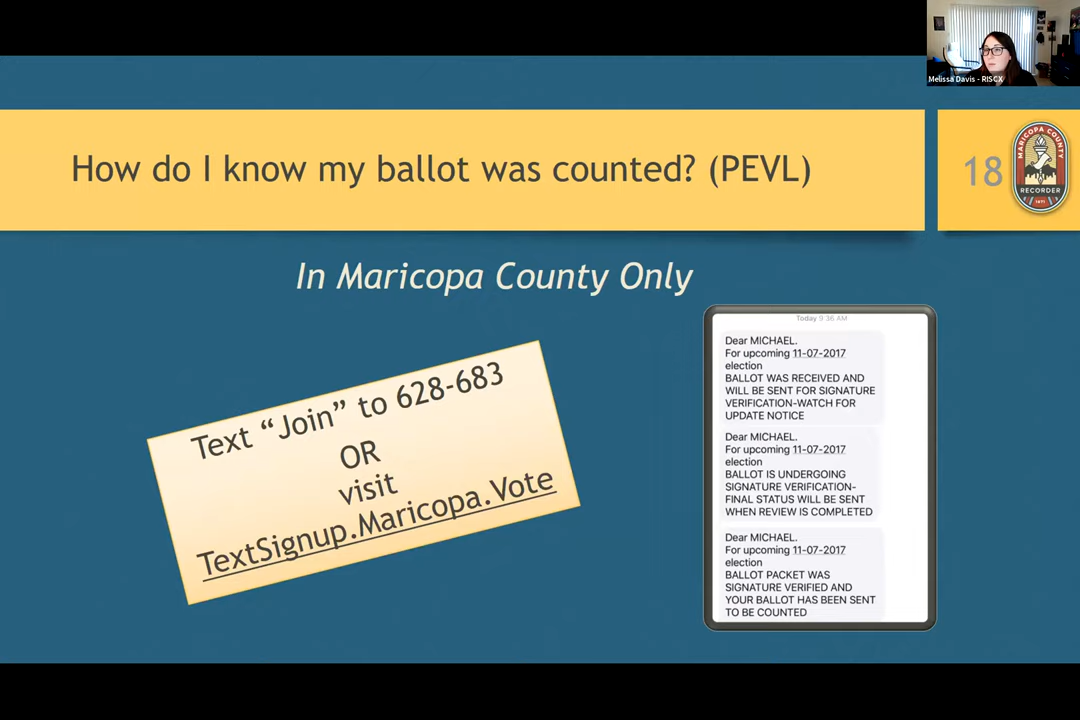 Melissa Davis - RISCX
How do I know my ballot was counted? (PEVL)
18
MARICOPA COUNTY
RECORDER
1871
In Maricopa County Only
Text “Join” to 628-683
OR
visit
TextSignup.Maricopa.Vote
Today 9:36 AM
Dear MICHAEL.
For upcoming 11-07-2017
election
BALLOT WAS RECEIVED AND
WILL BE SENT FOR SIGNATURE
VERIFICATION-WATCH FOR
UPDATE NOTICE
Dear MICHAEL.
For upcoming 11-07-2017
election
BALLOT IS UNDERGOING
SIGNATURE VERIFICATION-
FINAL STATUS WILL BE SENT
WHEN REVIEW IS COMPLETED
Dear MICHAEL.
For upcoming 11-07-2017
election
BALLOT PACKET WAS
SIGNATURE VERIFIED AND
YOUR BALLOT HAS BEEN SENT
TO BE COUNTED